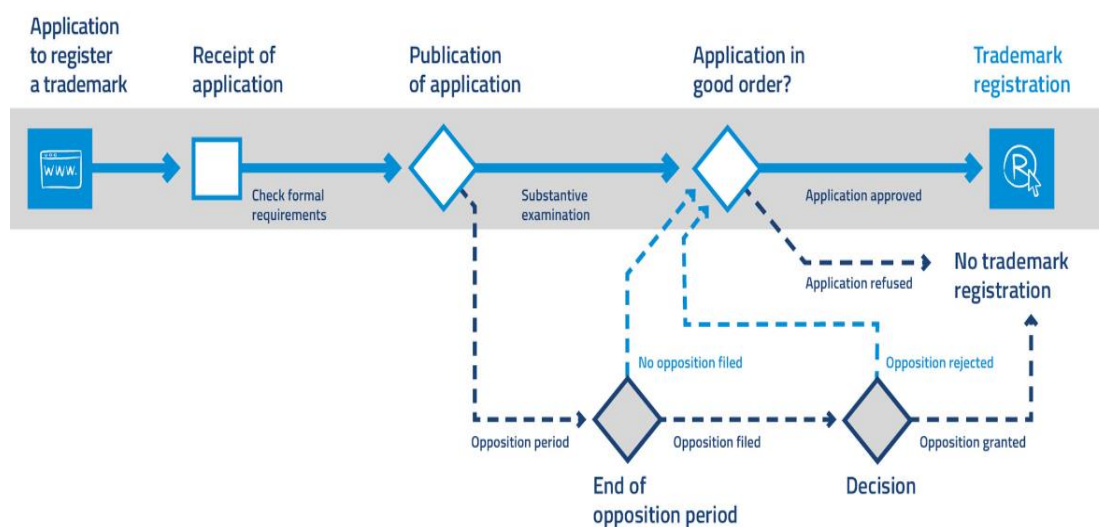 Application
to register
a trademark
Receipt of
application
Publication
of application
Application in
good order?
Trademark
registration
www.
R
Check formal
requirements
Substantive
examination
Application approved
Application refused
No trademark
registration
No opposition filed
Opposition rejected
Opposition period
Opposition filed
Opposition granted
End of
opposition period
Decision